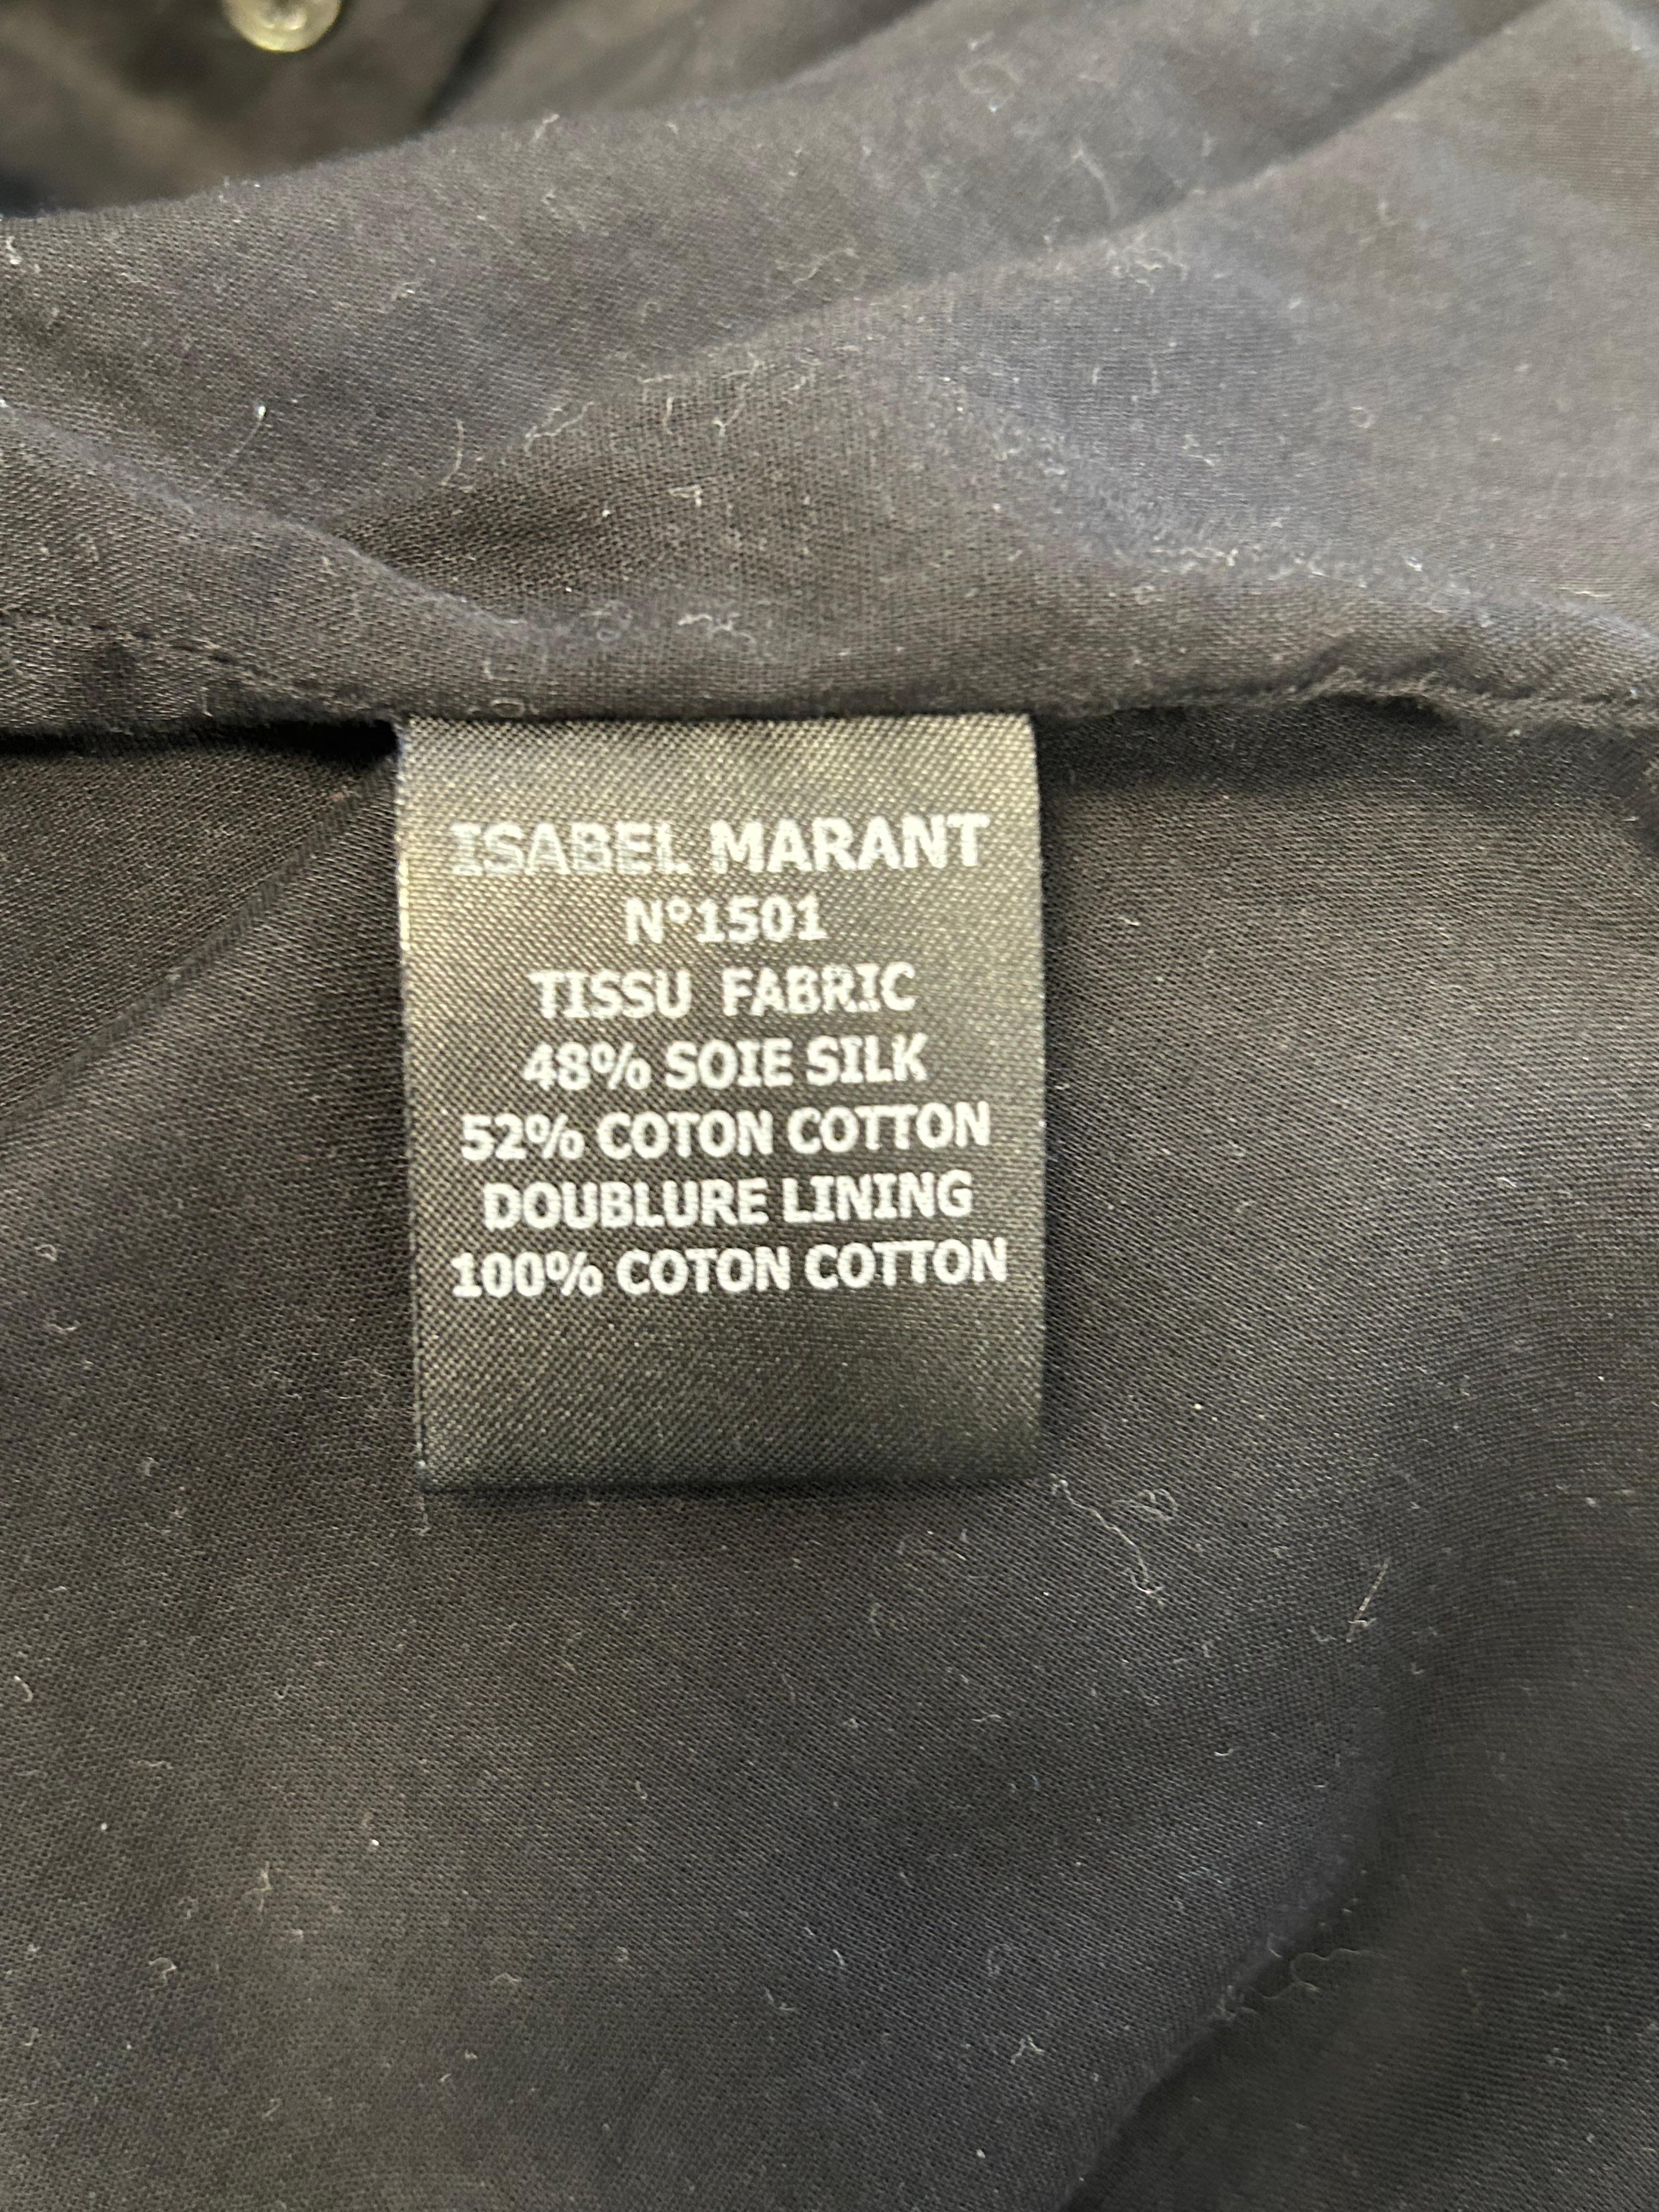 ISABEL MARANT
N°1501
TISSU FABRIC
48% SOIE SILK
52% COTON COTTON
DOUBLURE LINING
100% COTON COTTON